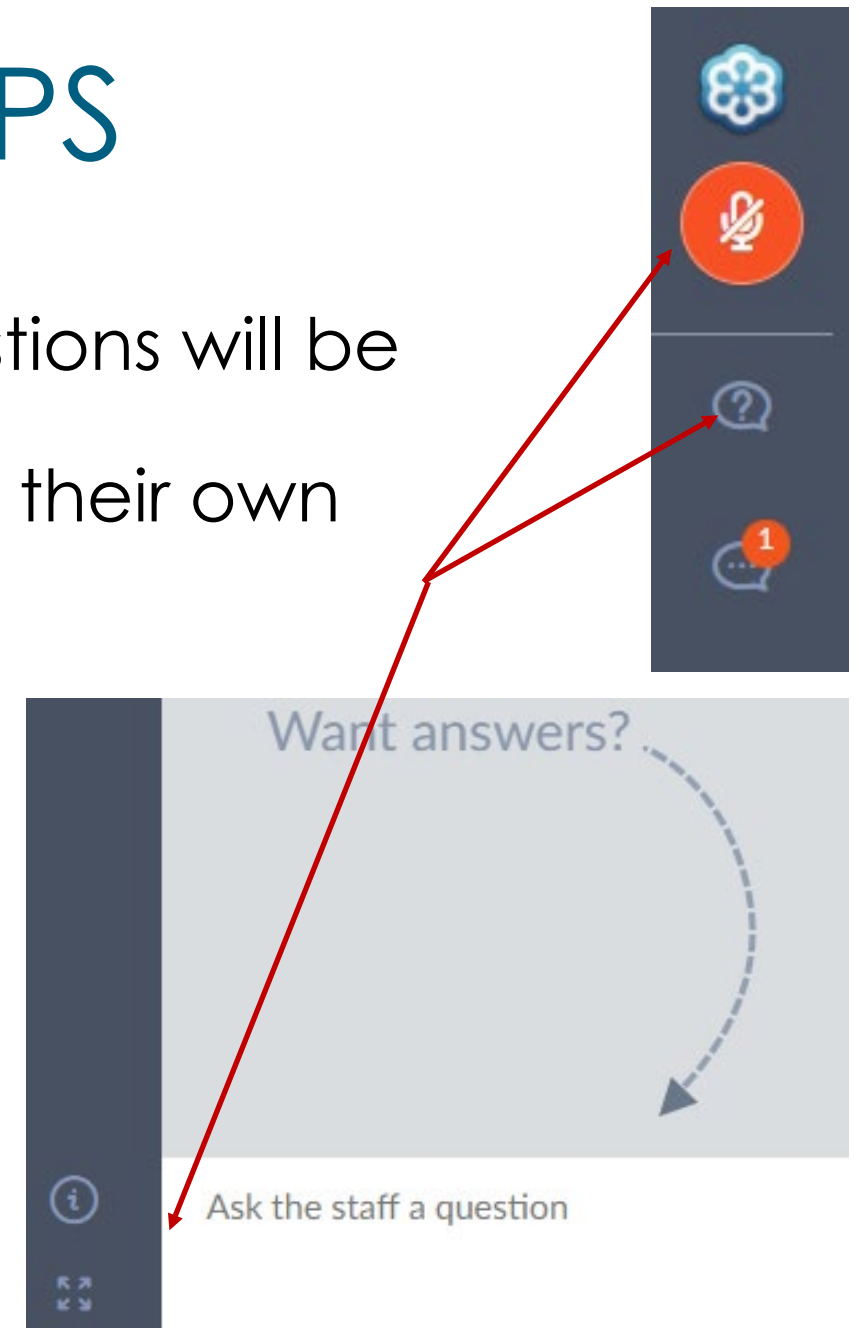 PS
stions will be
their own
1
Want answers?
Ask the staff a question